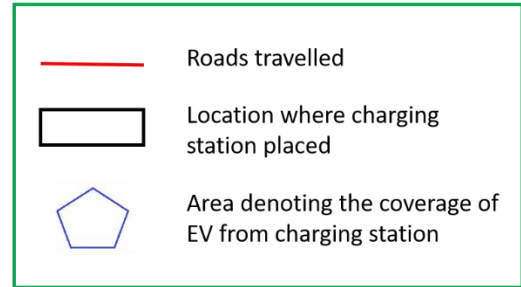 Roads travelled
Location where charging
station placed
Area denoting the coverage of
EV from charging station